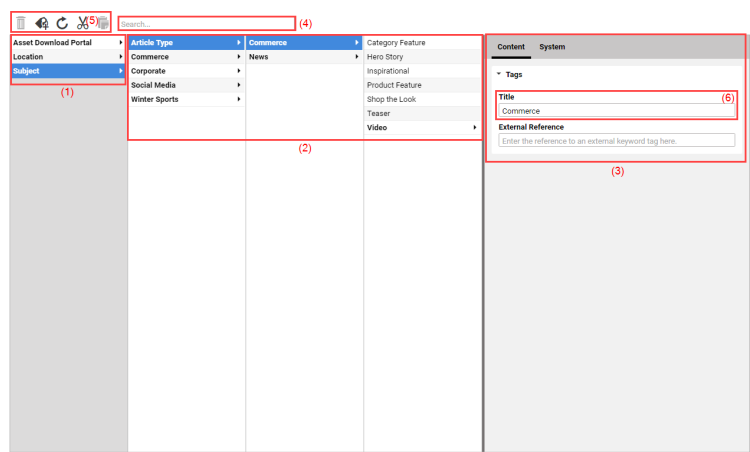 (5)
Search...
(4)
Asset Download Portal
Location
Subject
(1)
Article Type
Commerce
Corporate
Social Media
Winter Sports
Commerce
News
(2)
Category Feature
Hero Story
Inspirational
Product Feature
Shop the Look
Teaser
Video
Content System
Tags
Title
(6)
Commerce
External Reference
Enter the reference to an external keyword tag here.
(3)